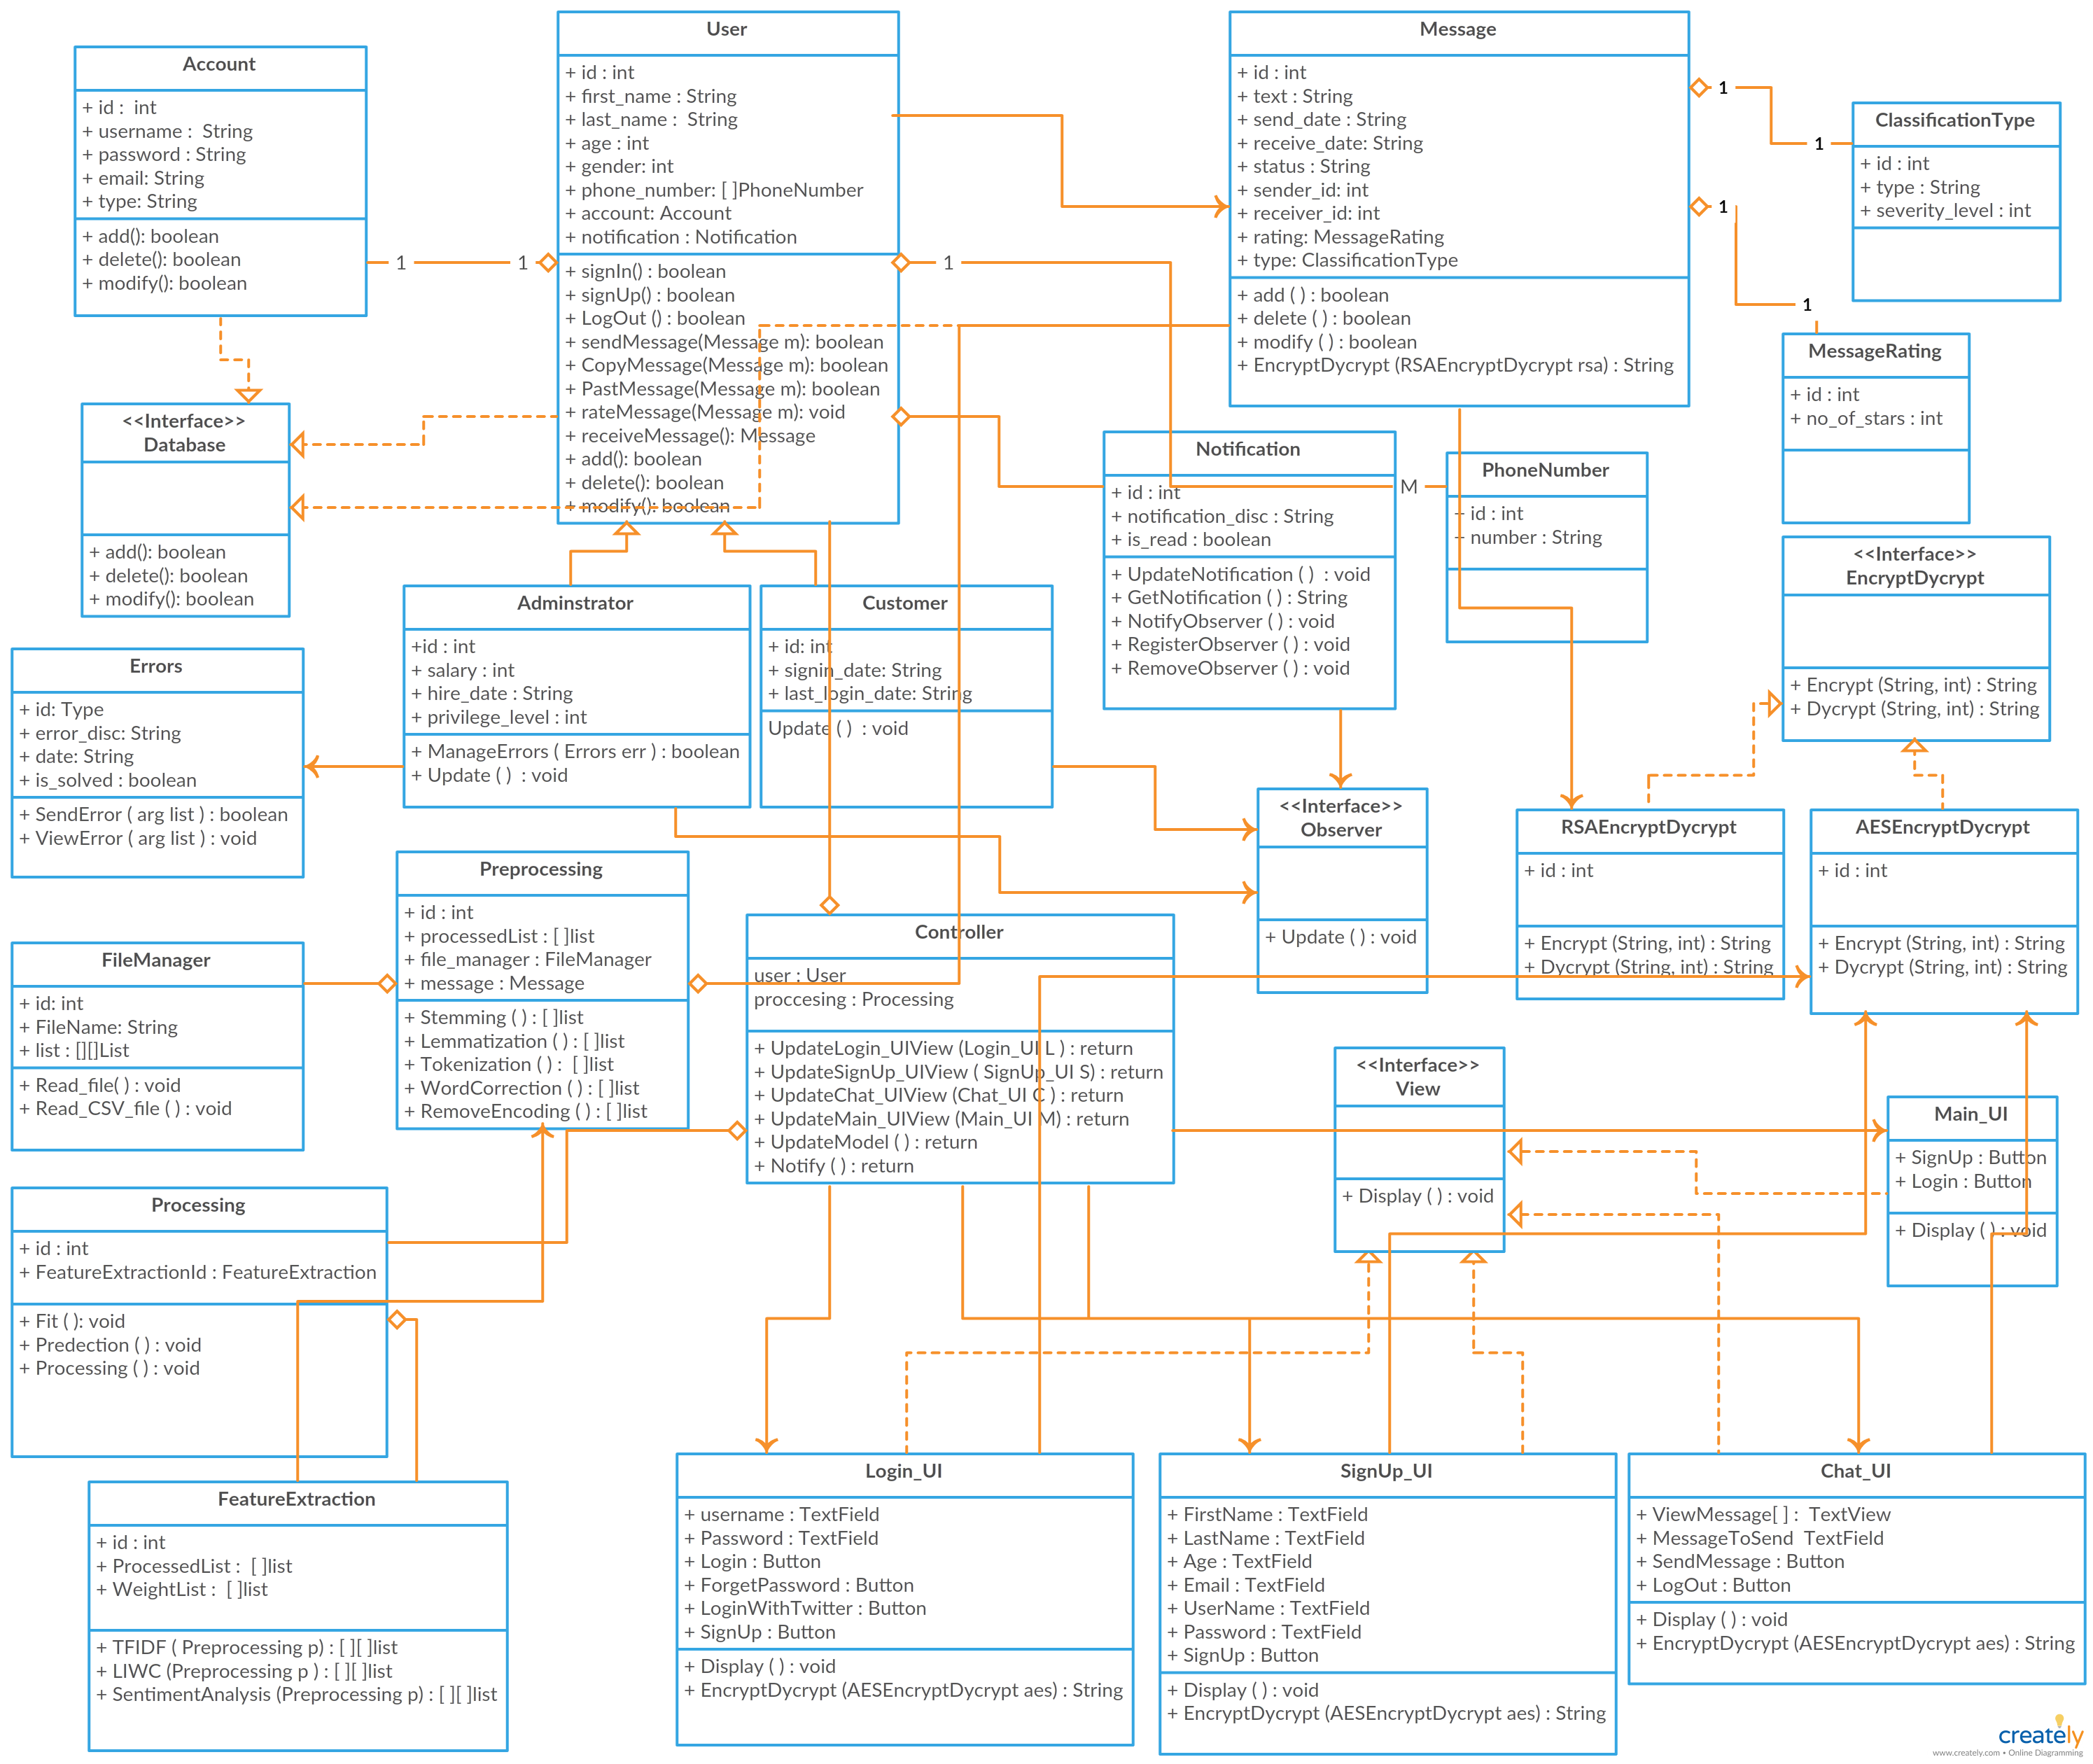 Account
+ id :  int
+ username :  String
+ password : String
+ email: String
+ type: String
+ add(): boolean
+ delete(): boolean
+ modify(): boolean
User
+ id : int
+ first_name : String
+ last_name :  String
+ age : int
+ gender: int
+ phone_number: [ ]PhoneNumber
+ account: Account
+ notification : Notification
+ signIn() : boolean
+ signUp() : boolean
+ LogOut () : boolean
+ sendMessage(Message m): boolean
+ CopyMessage(Message m): boolean
+ PastMessage(Message m): boolean
+ rateMessage(Message m): void
+ receiveMessage(): Message
+ add(): boolean
+ delete(): boolean
+ modify(): boolean
Message
+ id : int
+ text : String
+ send_date : String
+ receive_date: String
+ status : String
+ sender_id: int
+ receiver_id: int
+ rating: MessageRating
+ type: ClassificationType
+ add ( ) : boolean
+ delete ( ) : boolean
+ modify ( ) : boolean
+ EncryptDycrypt (RSAEncryptDycrypt rsa) : String
1
1
1
1
1
1
1
M
ClassificationType
+ id : int
+ type : String
+ severity_level : int
MessageRating
+ id : int
+ no_of_stars : int
<<Interface>>
Database
+ add(): boolean
+ delete(): boolean
+ modify(): boolean
Notification
+ id : int
+ notification_disc : String
+ is_read : boolean
+ UpdateNotification ( )  : void
+ GetNotification ( ) : String
+ NotifyObserver ( ) : void
+ RegisterObserver ( ) : void
+ RemoveObserver ( ) : void
PhoneNumber
+ id : int
+ number : String
<<Interface>>
EncryptDycrypt
+ Encrypt (String, int) : String
+ Dycrypt (String, int) : String
Adminstrator
+id : int
+ salary : int
+ hire_date : String
+ privilege_level : int
+ ManageErrors ( Errors err ) : boolean
+ Update ( )  : void
Customer
+ id: int
+ signin_date: String
+ last_login_date: String
Update ( )  : void
Errors
+ id: Type
+ error_disc: String
+ date: String
+ is_solved : boolean
+ SendError ( arg list ) : boolean
+ ViewError ( arg list ) : void
<<Interface>>
Observer
+ Update ( ) : void
RSAEncryptDycrypt
+ id : int
+ Encrypt (String, int) : String
+ Dycrypt (String, int) : String
AESEncryptDycrypt
+ id : int
+ Encrypt (String, int) : String
+ Dycrypt (String, int) : String
Preprocessing
+ id : int
+ processedList : [ ]list
+ file_manager : FileManager
+ message : Message
+ Stemming ( ) : [ ]list
+ Lemmatization ( ) : [ ]list
+ Tokenization ( ) :  [ ]list
+ WordCorrection ( ) : [ ]list
+ RemoveEncoding ( ) : [ ]list
FileManager
+ id: int
+ FileName: String
+ list : [][]List
+ Read_file( ) : void
+ Read_CSV_file ( ) : void
Controller
user : User
proccesing : Processing
+ UpdateLogin_UIView (Login_UI L ) : return
+ UpdateSignUp_UIView ( SignUp_UI S) : return
+ UpdateChat_UIView (Chat_UI C ) : return
+ UpdateMain_UIView (Main_UI M) : return
+ UpdateModel ( ) : return
+ Notify ( ) : return
<<Interface>>
View
+ Display ( ) : void
Main_UI
+ SignUp : Button
+ Login : Button
+ Display ( ) : void
Processing
+ id : int
+ FeatureExtractionId : FeatureExtraction
+ Fit ( ): void
+ Predection ( ) : void
+ Processing ( ) : void
FeatureExtraction
+ id : int
+ ProcessedList :  [ ]list
+ WeightList :  [ ]list
+ TFIDF ( Preprocessing p) : [ ][ ]list
+ LIWC (Preprocessing p ) : [ ][ ]list
+ SentimentAnalysis (Preprocessing p) : [ ][ ]list
Login_UI
+ username : TextField
+ Password : TextField
+ Login : Button
+ ForgetPassword : Button
+ LoginWithTwitter : Button
+ SignUp : Button
+ Display ( ) : void
+ EncryptDycrypt (AESEncryptDycrypt aes) : String
SignUp_UI
+ FirstName : TextField
+ LastName : TextField
+ Age : TextField
+ Email : TextField
+ UserName : TextField
+ Password : TextField
+ SignUp : Button
+ Display ( ) : void
+ EncryptDycrypt (AESEncryptDycrypt aes) : String
Chat_UI
+ ViewMessage[ ] :  TextView
+ MessageToSend  TextField
+ SendMessage : Button
+ LogOut : Button
+ Display ( ) : void
+ EncryptDycrypt (AESEncryptDycrypt aes) : String
creately
www.creately.com • Online Diagramming